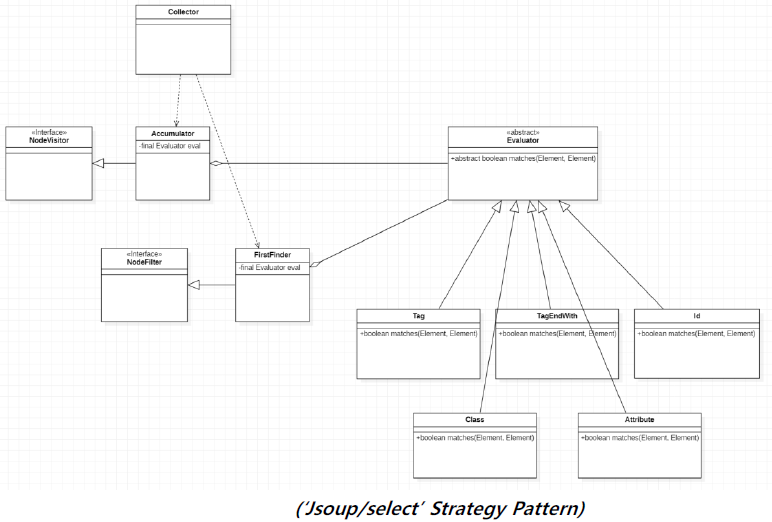 Collector
«Interface»
NodeVisitor
Accumulator
-final Evaluator eval
«abstract»
Evaluator
+abstract boolean matches(Element, Element)
«Interface»
NodeFilter
FirstFinder
-final Evaluator eval
Tag
+boolean matches(Element, Element)
TagEndWith
+boolean matches(Element, Element)
Id
+boolean matches(Element, Element)
Class
+boolean matches(Element, Element)
Attribute
+boolean matches(Element, Element)
('Jsoup/select' Strategy Pattern)